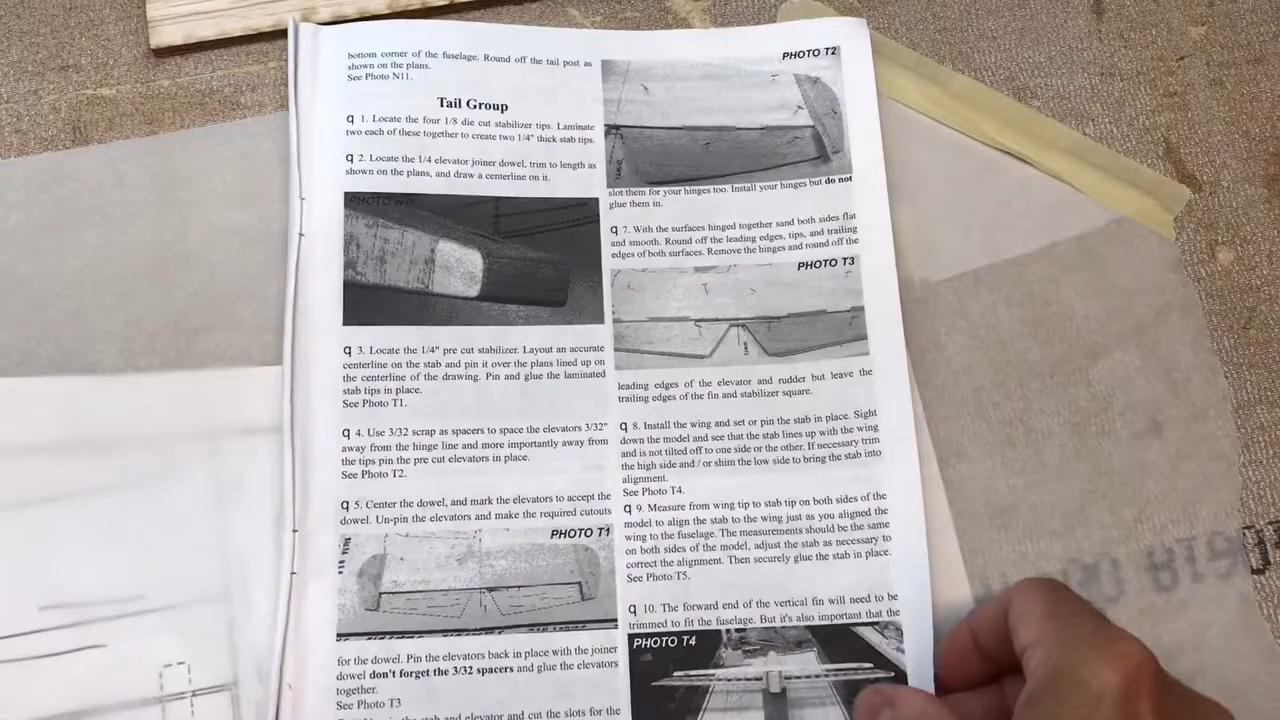 bottom corner of the fuselage. Round off the tail post as
shown on the plans.
See Photo N11.
Tail Group
q 1. Locate the four 1/8 die cut stabilizer tips. Laminate
two each of these together to create two 1/4" thick stab tips.
q 2. Locate the 1/4 elevator joiner dowel, trim to length as
shown on the plans, and draw a centerline on it.
PHOTO N11
q 3. Locate the 1/4" pre cut stabilizer. Layout an accurate
centerline on the stab and pin it over the plans lined up on
the centerline of the drawing. Pin and glue the laminated
stab tips in place.
See Photo T1.
q 4. Use 3/32 scrap as spacers to space the elevators 3/32"
away from the hinge line and more importantly away from
the tips pin the pre cut elevators in place.
See Photo T2.
q 5. Center the dowel, and mark the elevators to accept the
dowel. Un-pin the elevators and make the required cutouts
PHOTO T1
for the dowel. Pin the elevators back in place with the joiner
dowel don't forget the 3/32 spacers and glue the elevators
together.
See Photo T3
stab and elevator and cut the slots for the
PHOTO T2
slot them for your hinges too. Install your hinges but do not
glue them in.
q 7. With the surfaces hinged together sand both sides flat
and smooth. Round off the leading edges, tips, and trailing
edges of both surfaces. Remove the hinges and round off the
PHOTO T3
leading edges of the elevator and rudder but leave the
trailing edges of the fin and stabilizer square.
q 8. Install the wing and set or pin the stab in place. Sight
down the model and see that the stab lines up with the wing
and is not tilted off to one side or the other. If necessary trim
the high side and / or shim the low side to bring the stab into
alignment.
See Photo T4.
q 9. Measure from wing tip to stab tip on both sides of the
model to align the stab to the wing just as you aligned the
wing to the fuselage. The measurements should be the same
on both sides of the model, adjust the stab as necessary to
correct the alignment. Then securely glue the stab in place.
See Photo T5.
q 10. The forward end of the vertical fin will need to be
trimmed to fit the fuselage. But it's also important that the
PHOTO T4